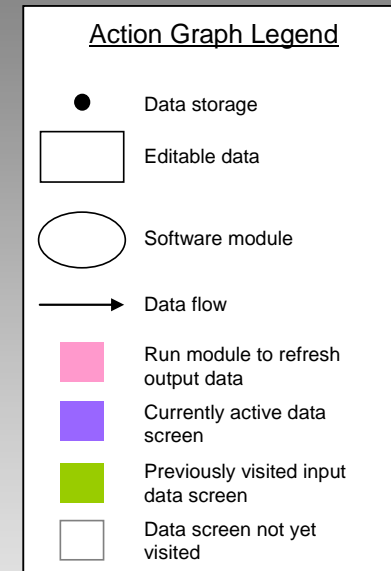 Action Graph Legend
Data storage
Editable data
Software module
Data flow
Run module to refresh
output data
Currently active data
screen
Previously visited input
data screen
Data screen not yet
visited